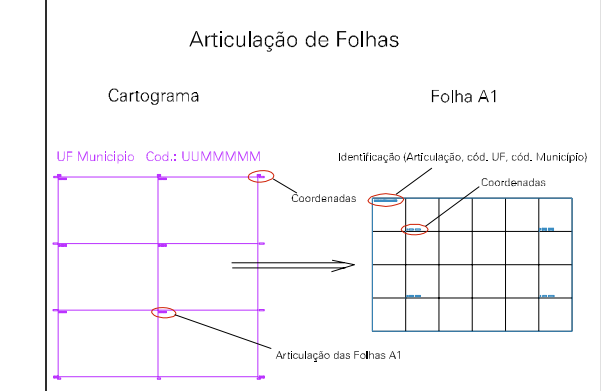 Articulação de Folhas
Cartograma
Folha A1
UF Municipio Cod.: UUMMMMM
Identificação (Articulação, cód. UF, cód. Município)
Coordenadas
Coordenadas
Articulação das Folhas A1